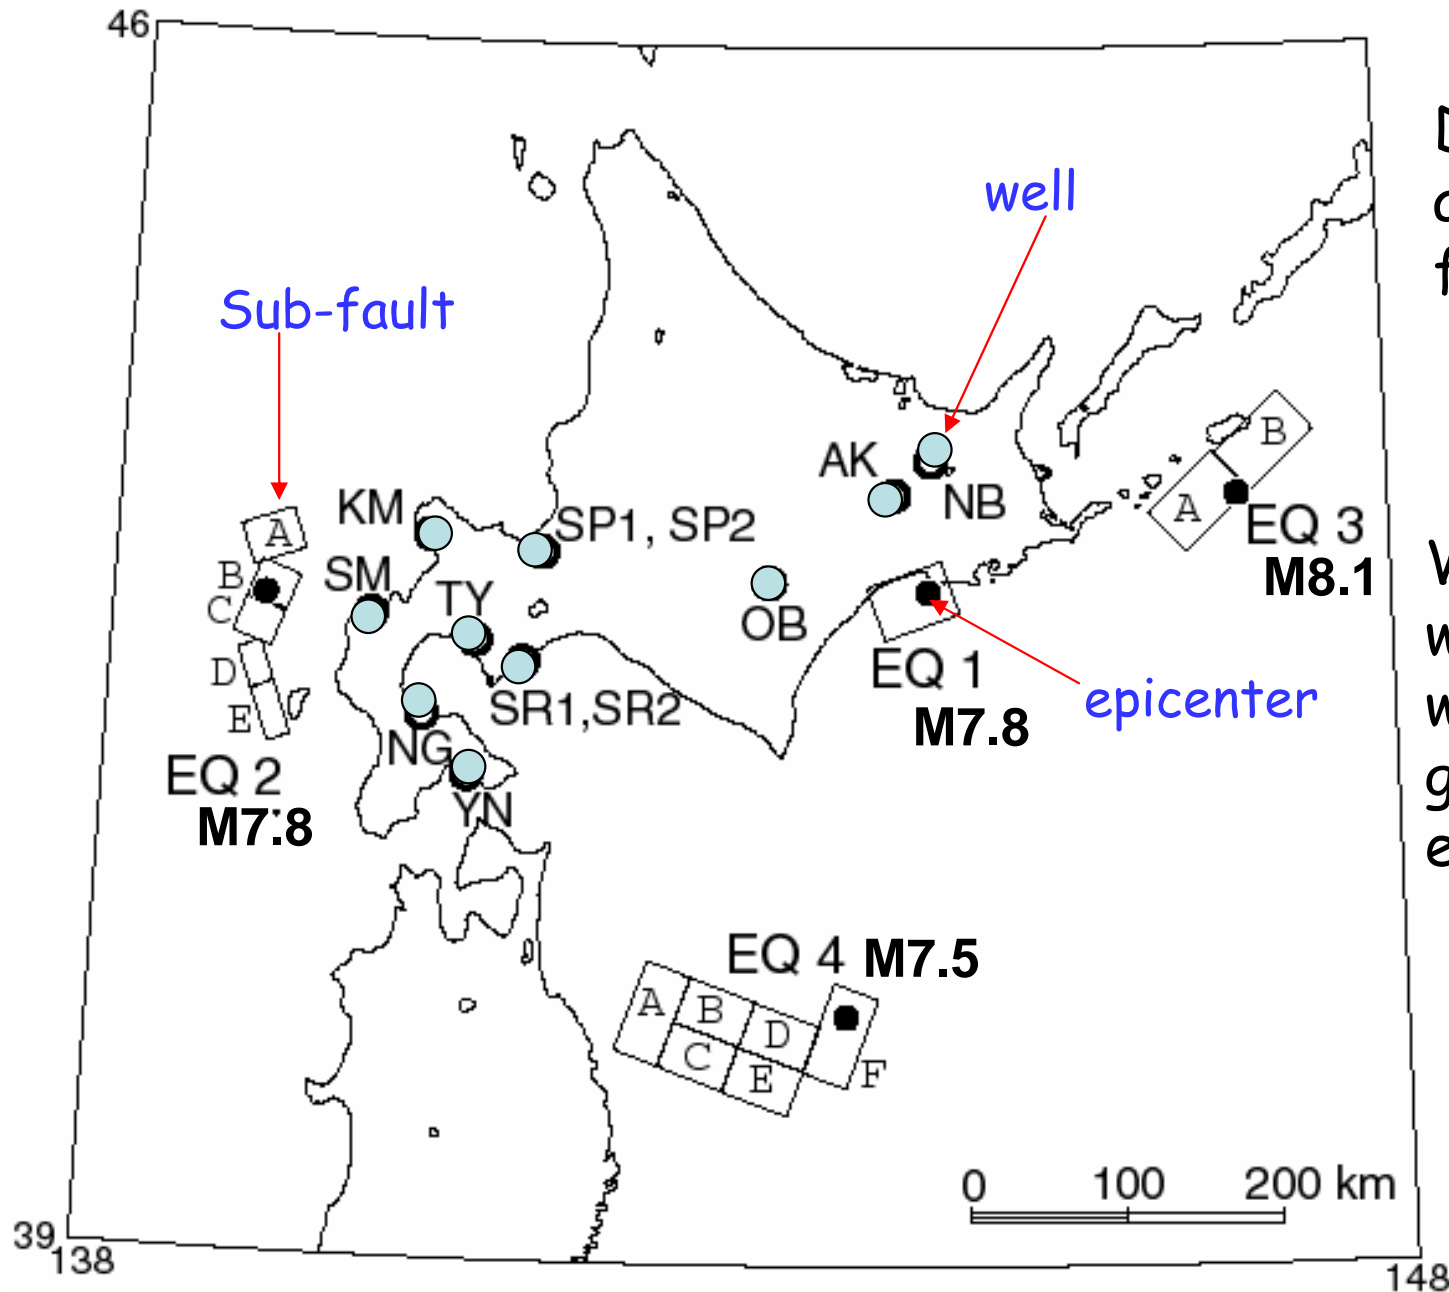 46
well
Sub-fault
AK
NB
KM
SP1, SP2
A
B
A
EQ 3
M8.1
B
C
SM
TY
OB
D
E
EQ 1
M7.8
epicenter
SR1,SR2
NG
EQ 2
M7.8
YN
EQ 4 M7.5
A
B
D
C
E
F
0 100 200 km
39
138
148